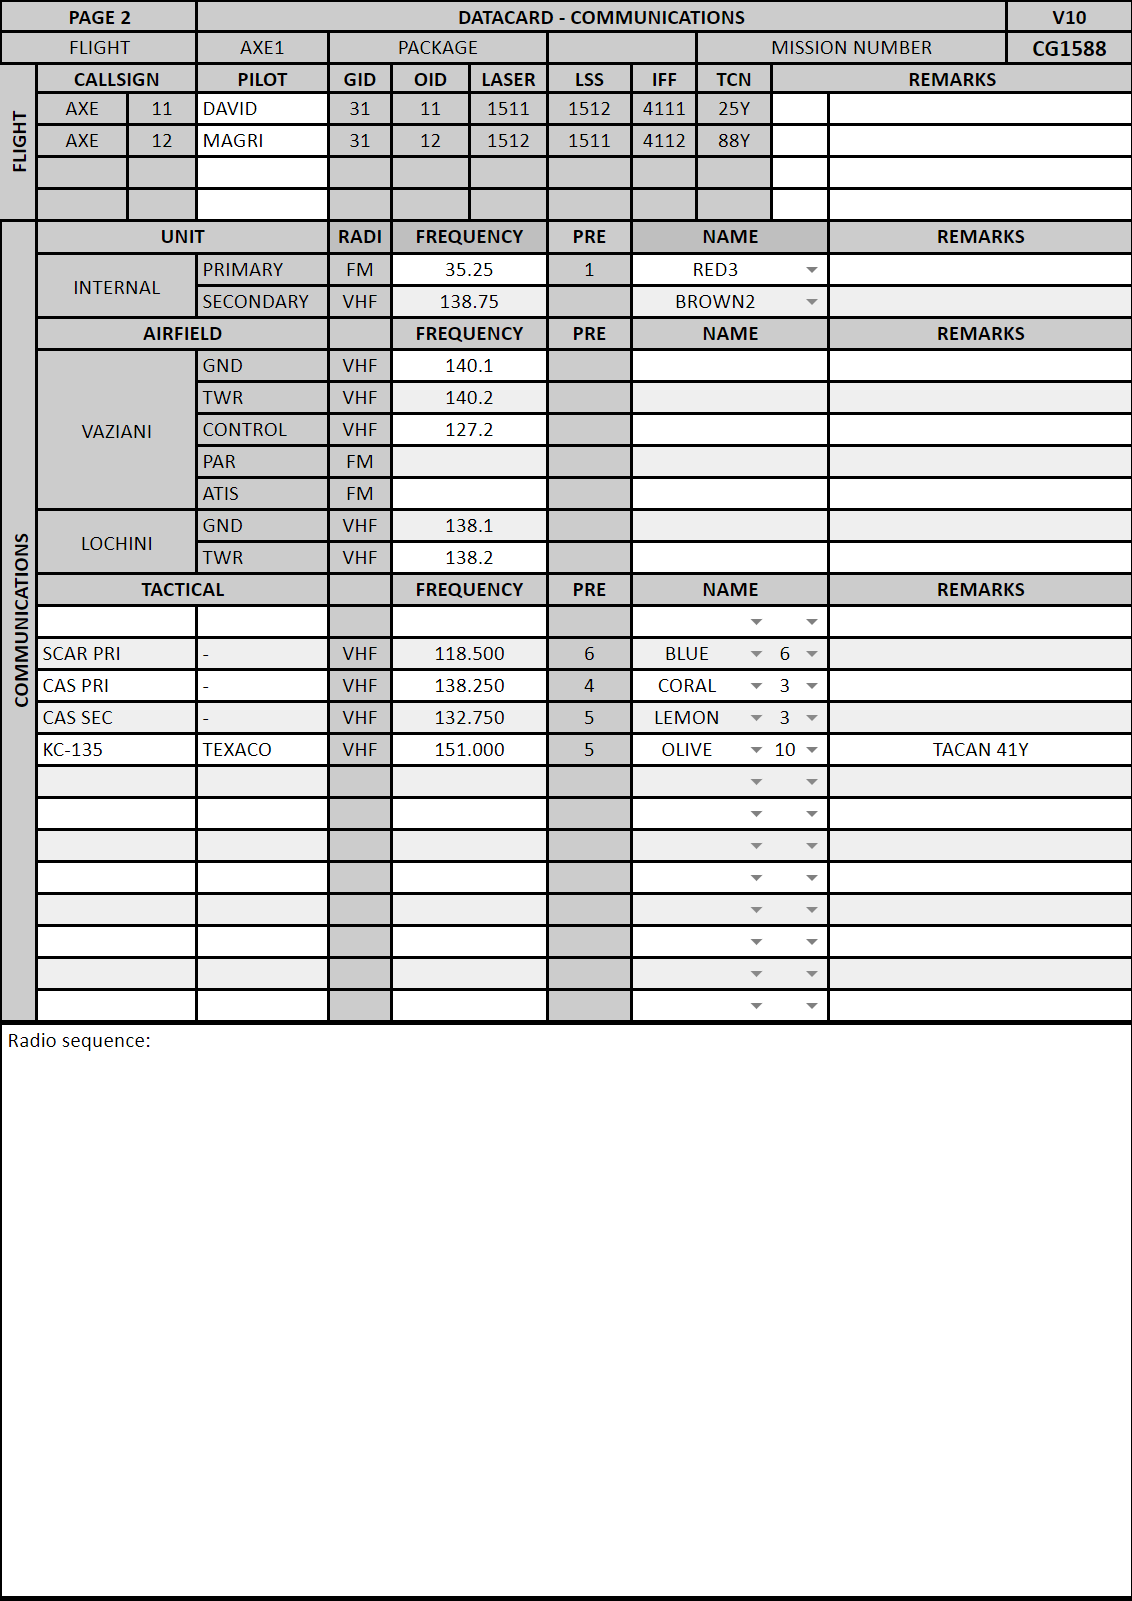 PAGE 2 DATACARD - COMMUNICATIONS V10
FLIGHT AXE1 PACKAGE MISSION NUMBER CG1588
FLIGHT
CALLSIGN PILOT GID OID LASER LSS IFF TCN REMARKS
AXE 11 DAVID 31 11 1511 1512 4111 25Y
AXE 12 MAGRI 31 12 1512 1511 4112 88Y
COMMUNICATIONS
UNIT RADI FREQUENCY PRE NAME REMARKS
INTERNAL
PRIMARY FM 35.25 1 RED3
SECONDARY VHF 138.75 BROWN2
AIRFIELD FREQUENCY PRE NAME REMARKS
VAZIANI
GND VHF 140.1
TWR VHF 140.2
CONTROL VHF 127.2
PAR FM
ATIS FM
LOCHINI
GND VHF 138.1
TWR VHF 138.2
TACTICAL FREQUENCY PRE NAME REMARKS
SCAR PRI - VHF 118.500 6 BLUE 6
CAS PRI - VHF 138.250 4 CORAL 3
CAS SEC - VHF 132.750 5 LEMON 3
KC-135 TEXACO VHF 151.000 5 OLIVE 10 TACAN 41Y
Radio sequence: